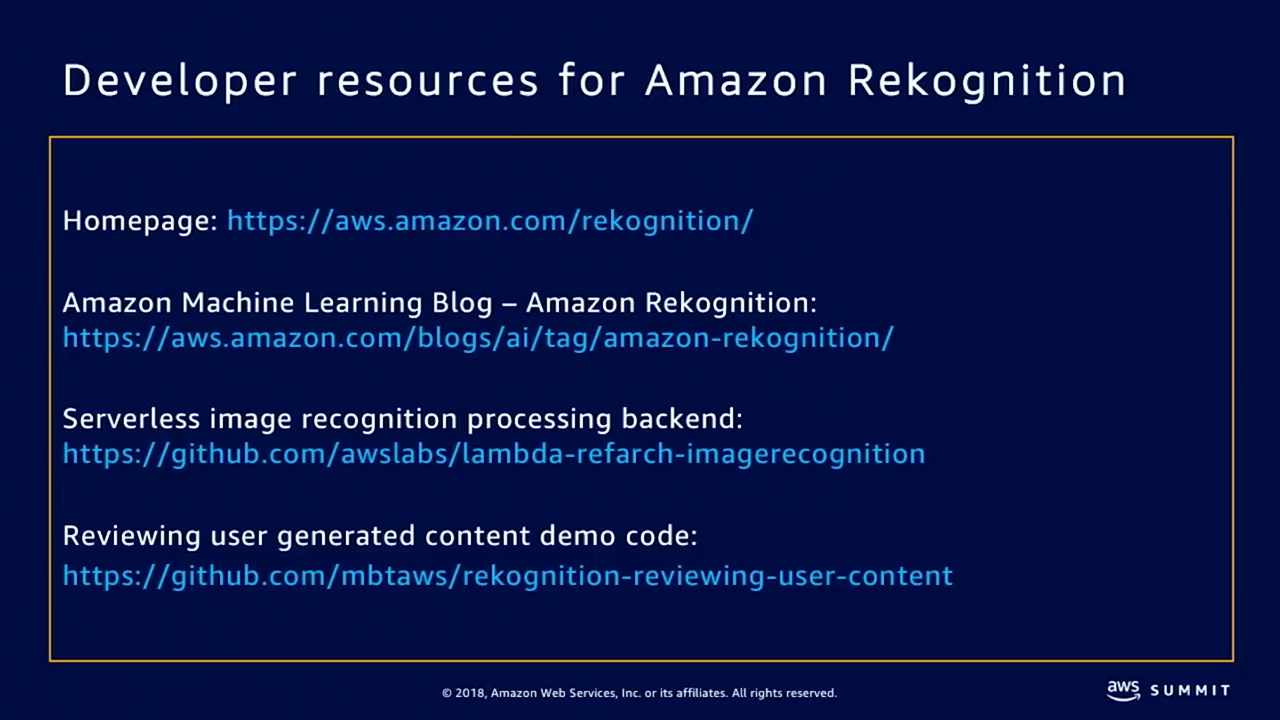 Developer resources for Amazon Rekognition
Homepage: https://aws.amazon.com/rekognition/
Amazon Machine Learning Blog – Amazon Rekognition:
https://aws.amazon.com/blogs/ai/tag/amazon-rekognition/
Serverless image recognition processing backend:
https://github.com/awslabs/lambda-refarch-imagerecognition
Reviewing user generated content demo code:
https://github.com/mbtaws/rekognition-reviewing-user-content
© 2018, Amazon Web Services, Inc. or its affiliates. All rights reserved.
aws SUMMIT